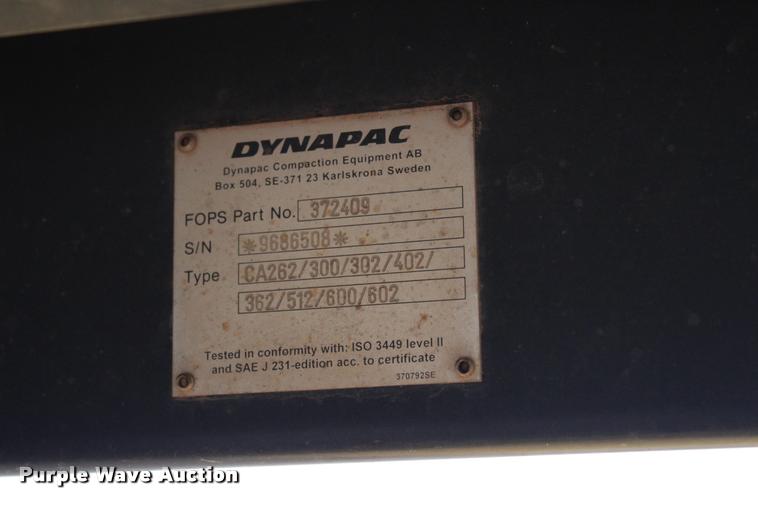 DYNAPAC
Dynapac Compaction Equipment AB
Box 504, SE-371 23 Karlskrona Sweden
FOPS Part No. 372409
S/N *9686508*
Type CA262/300/302/402/
362/512/600/602
Tested in conformity with: ISO 3449 level II
and SAE J 231-edition acc. to certificate
370792SE
Purple Wave Auction